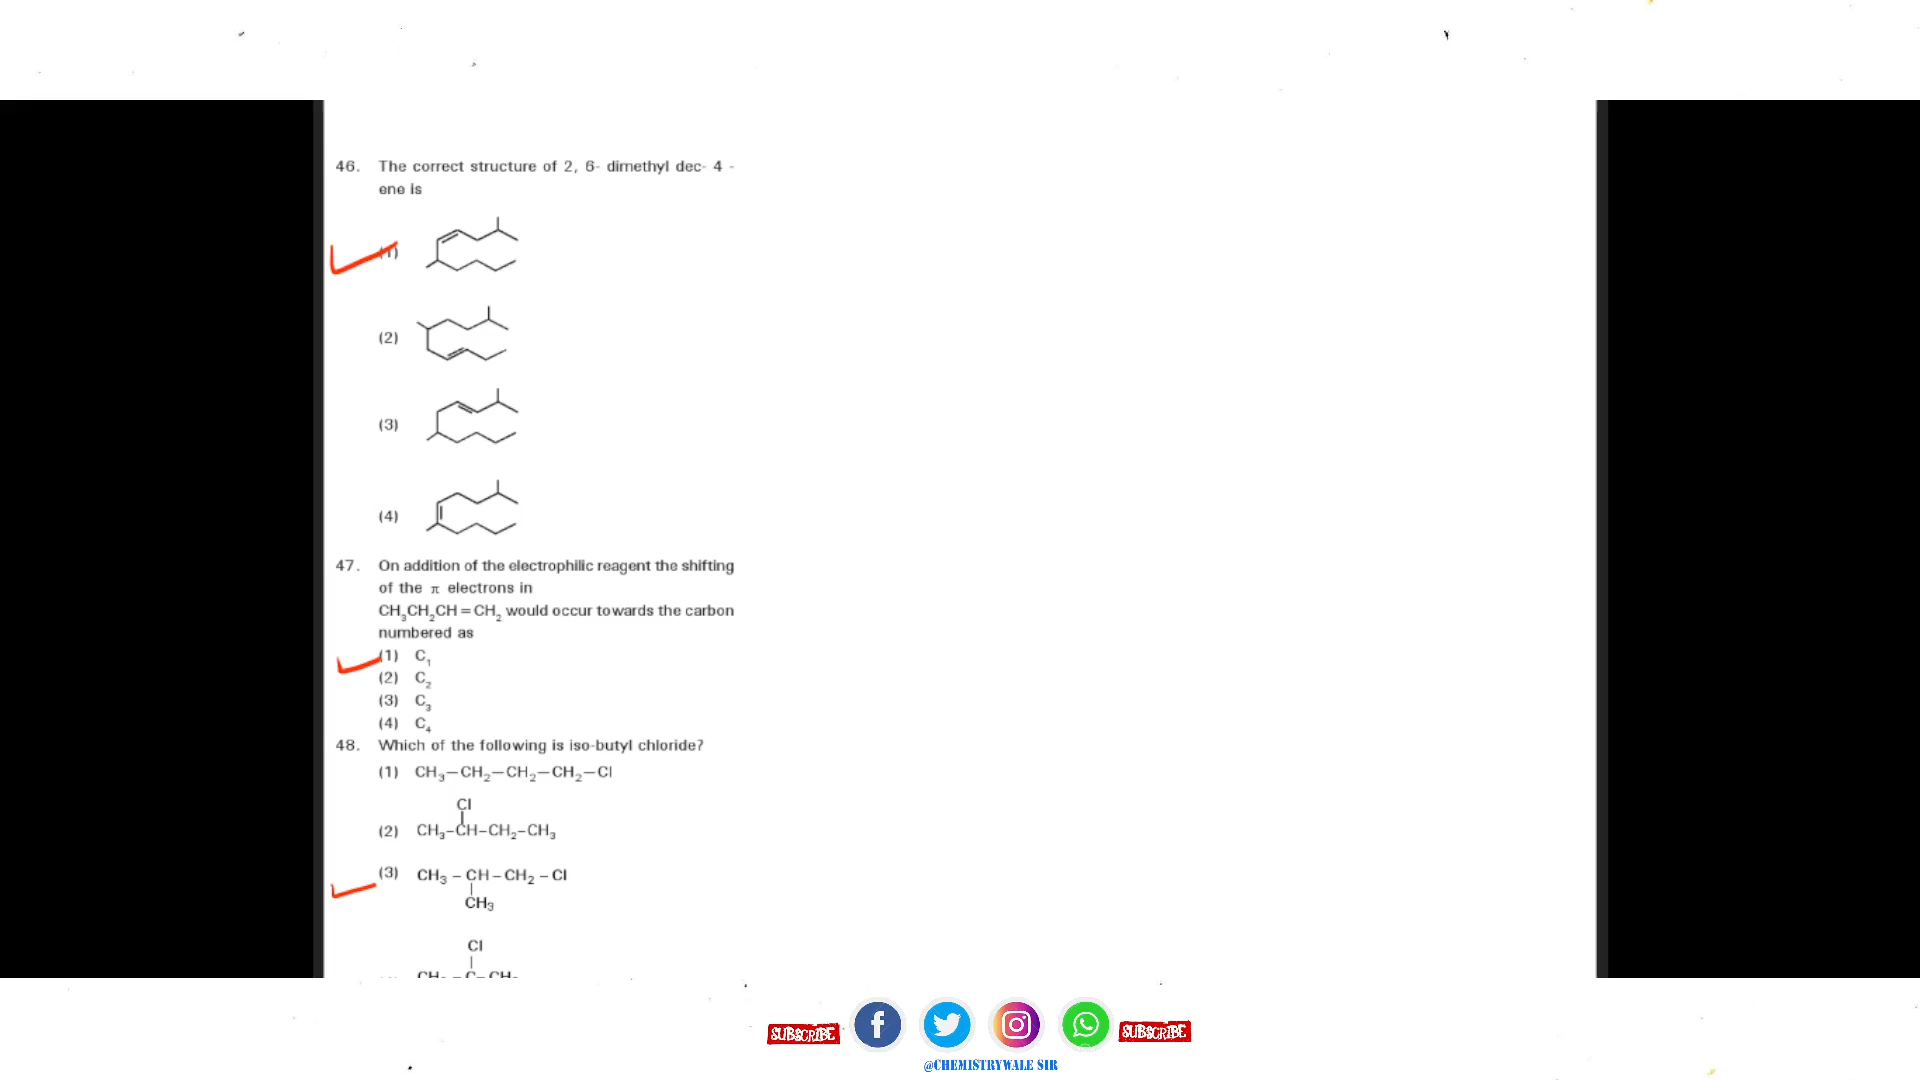 46. The correct structure of 2, 6- dimethyl dec- 4 -
ene is
(1)
(2)
(3)
(4)
47. On addition of the electrophilic reagent the shifting
of the π electrons in
CH₃CH₂CH=CH₂ would occur towards the carbon
numbered as
(1) C₁
(2) C₂
(3) C₃
(4) C₄
48. Which of the following is iso-butyl chloride?
(1) CH₃–CH₂–CH₂–CH₂–Cl
Cl
(2) CH₃–CH–CH₂–CH₃
(3) CH₃ – CH – CH₂ – Cl
CH₃
Cl
SUBSCRIBE
SUBSCRIBE
@CHEMISTRYWALE SIR